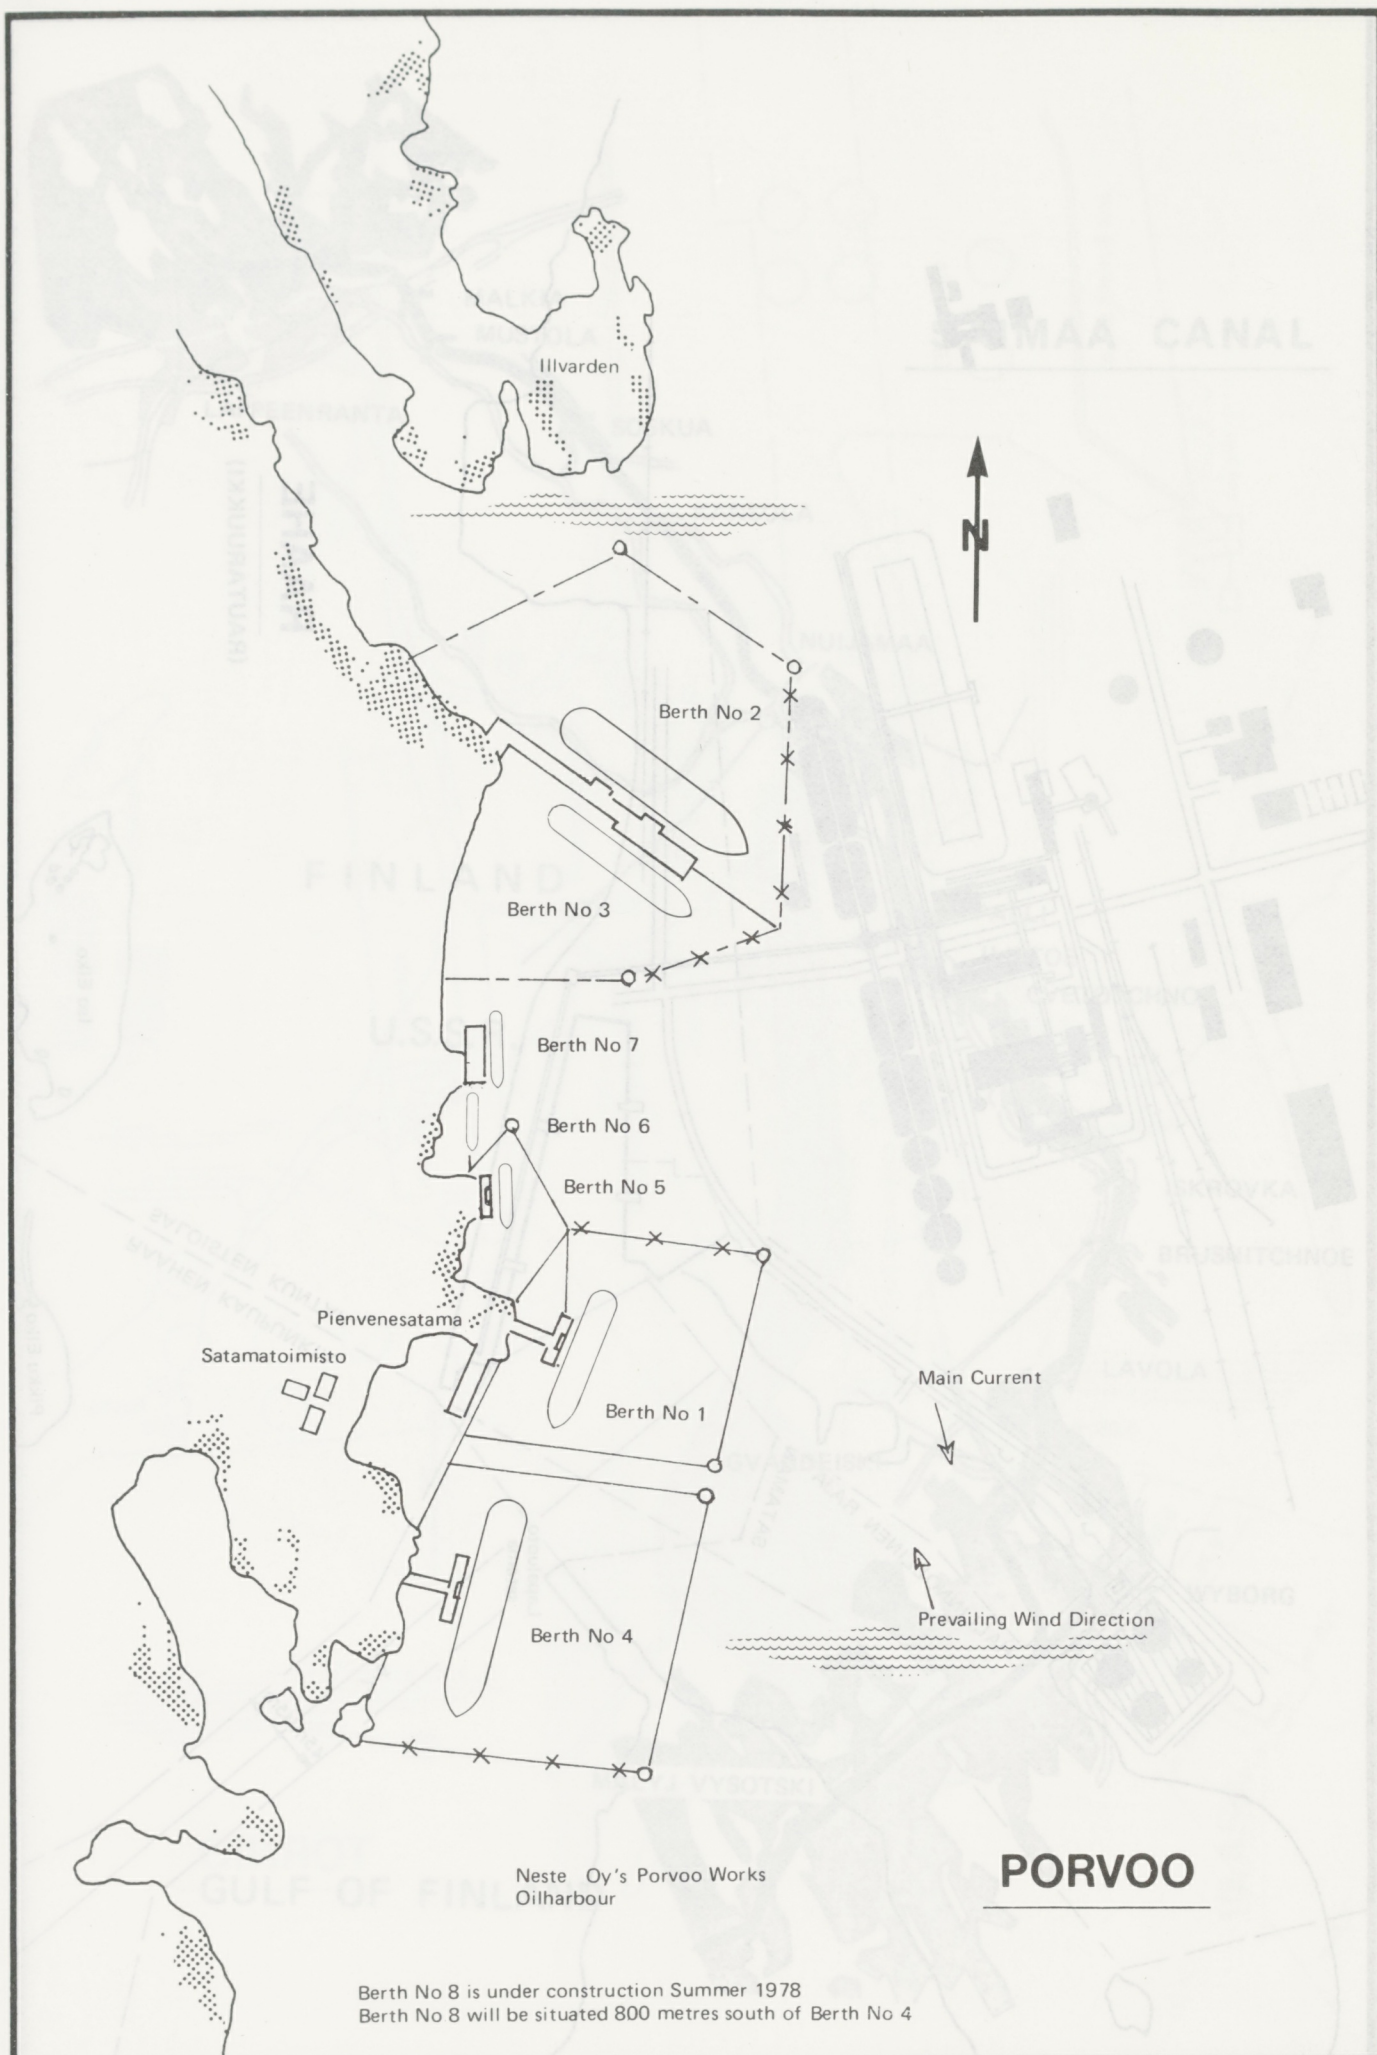 Illvarden
N
Berth No 2
Berth No 3
Berth No 7
Berth No 6
Berth No 5
Pienvenesatama
Satamatoimisto
Berth No 1
Main Current
Berth No 4
Prevailing Wind Direction
Neste Oy's Porvoo Works
Oilharbour
PORVOO
Berth No 8 is under construction Summer 1978
Berth No 8 will be situated 800 metres south of Berth No 4